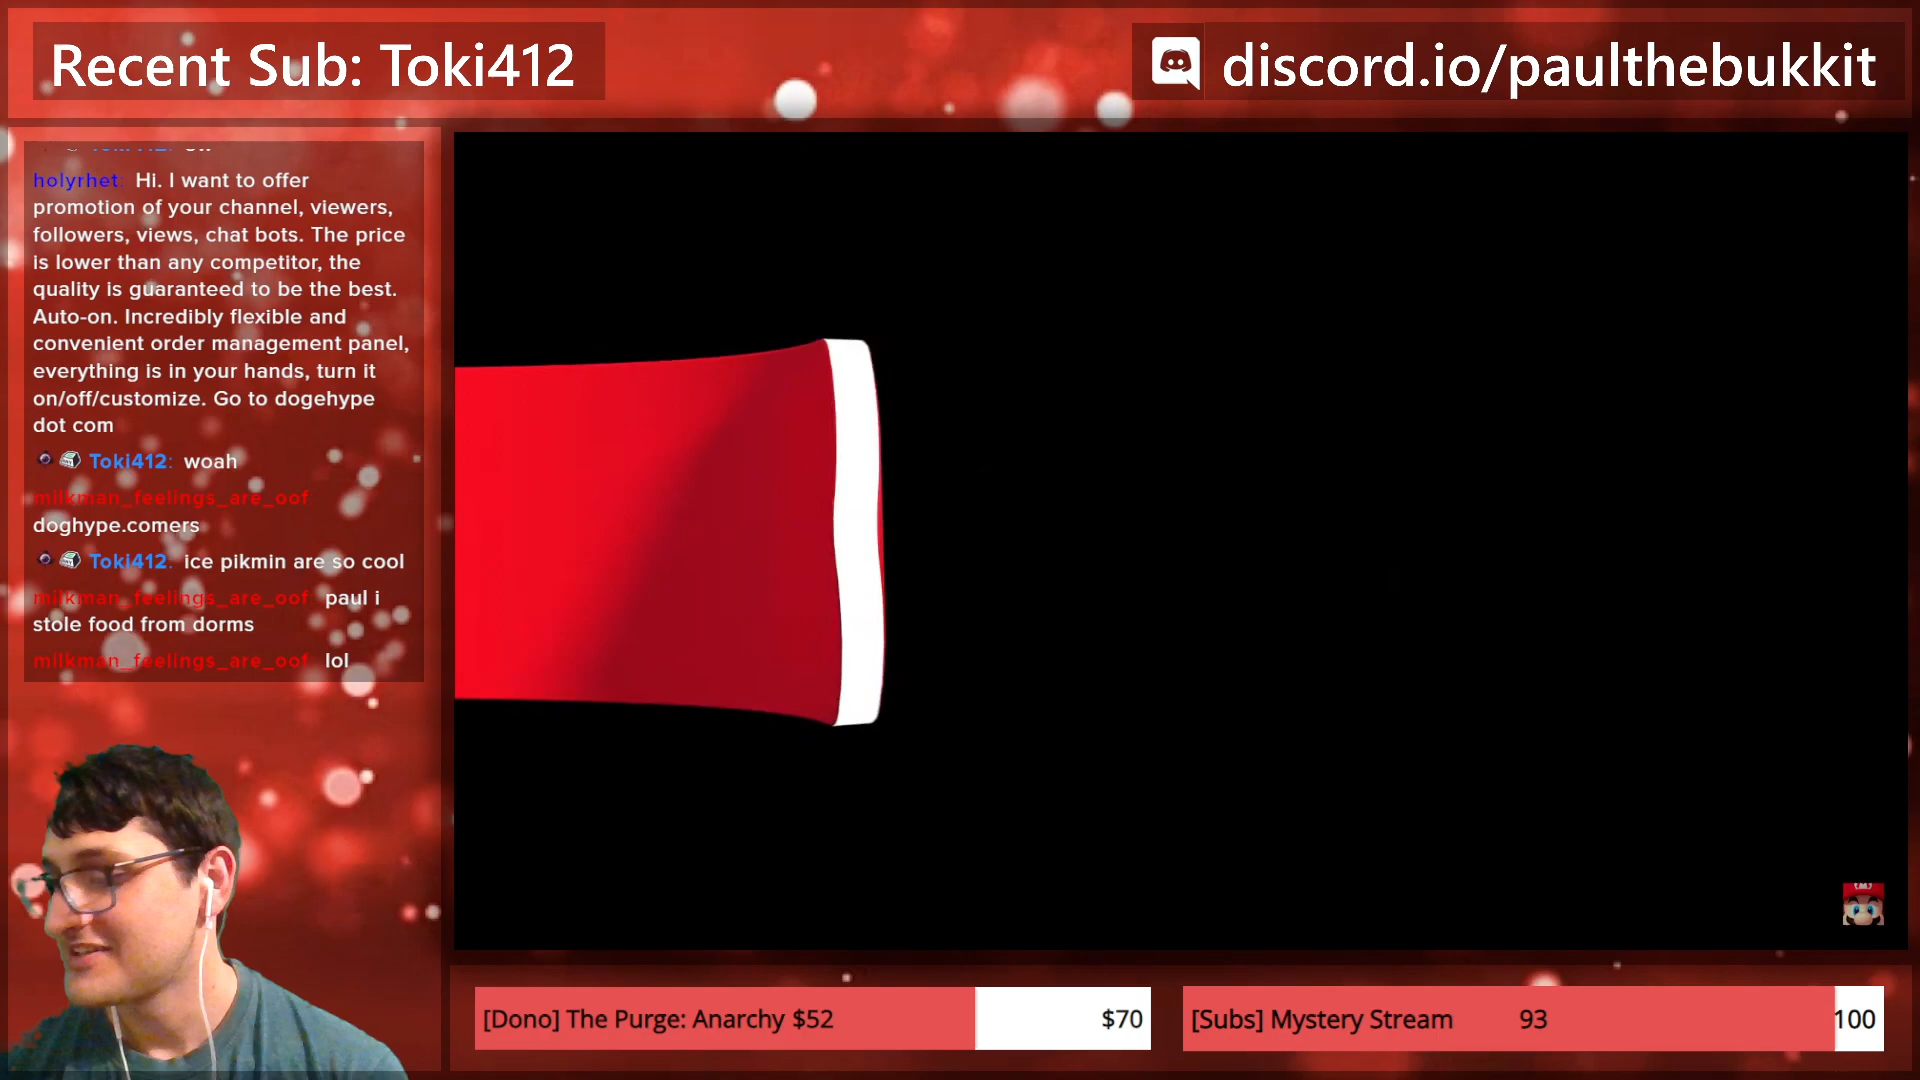 Recent Sub: Toki412
discord.io/paulthebukkit
holyrhet: Hi. I want to offer
promotion of your channel, viewers,
followers, views, chat bots. The price
is lower than any competitor, the
quality is guaranteed to be the best.
Auto-on. Incredibly flexible and
convenient order management panel,
everything is in your hands, turn it
on/off/customize. Go to dogehype
dot com
Toki412: woah
milkman_feelings_are_oof
doghype.comers
Toki412: ice pikmin are so cool
milkman_feelings_are_oof: paul i
stole food from dorms
milkman_feelings_are_oof: lol
M
[Dono] The Purge: Anarchy $52 $70
[Subs] Mystery Stream 93 100